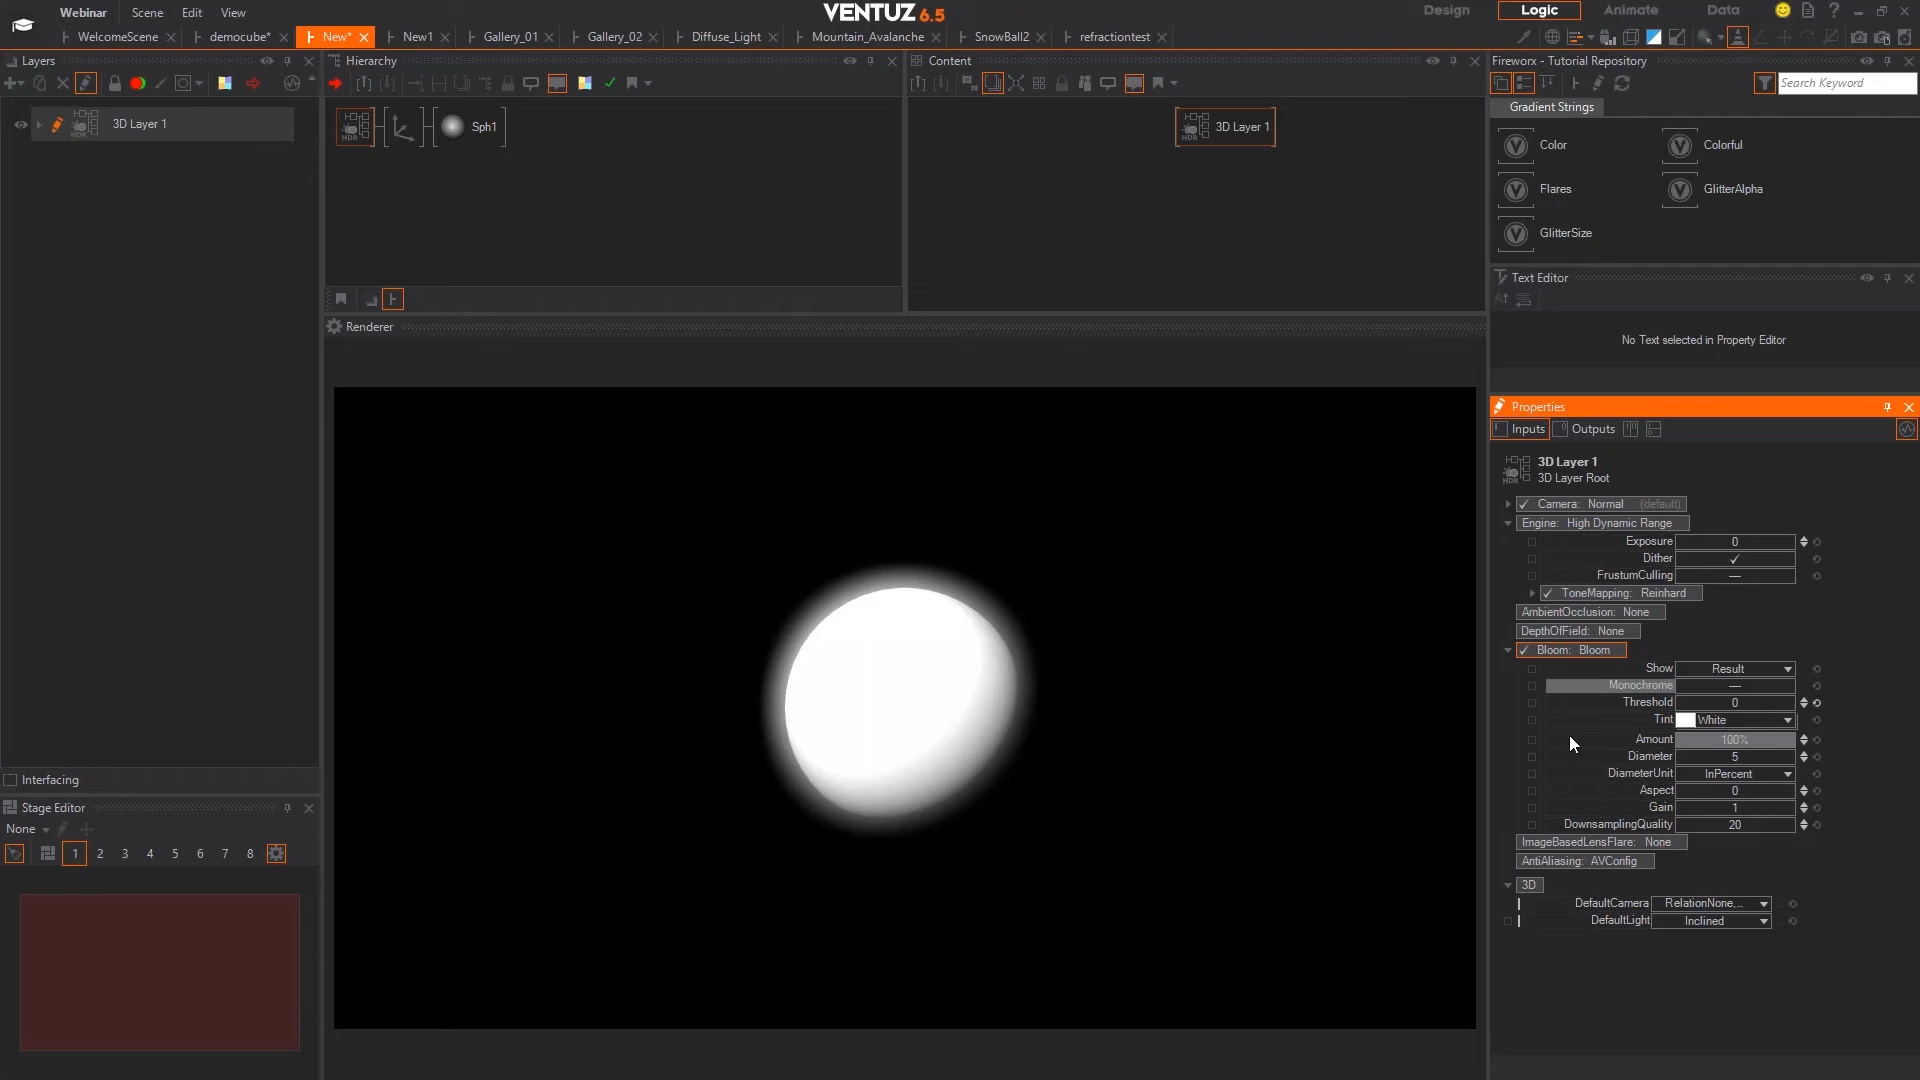 Webinar Scene Edit View VENTUZ 6.5 Design Logic Animate Data
WelcomeScene democube* New* New1 Gallery_01 Gallery_02 Diffuse_Light Mountain_Avalanche SnowBall2 refractiontest
Layers Hierarchy Content Fireworx - Tutorial Repository
Search Keyword
Gradient Strings
3D Layer 1 Sph1 3D Layer 1
HDR HDR HDR
Color Colorful
Flares GlitterAlpha
GlitterSize
Text Editor
Renderer
No Text selected in Property Editor
Properties
Inputs Outputs
3D Layer 1
3D Layer Root
HDR
Camera: Normal (default)
Engine: High Dynamic Range
Exposure 0
Dither
FrustumCulling
ToneMapping: Reinhard
AmbientOcclusion: None
DepthOfField: None
Bloom: Bloom
Show Result
Monochrome
Threshold 0
Tint White
Amount 100%
Diameter 5
DiameterUnit InPercent
Aspect 0
Gain 1
DownsamplingQuality 20
ImageBasedLensFlare: None
AntiAliasing: AVConfig
3D
DefaultCamera RelationNone,...
DefaultLight Inclined
Interfacing
Stage Editor
None
1 2 3 4 5 6 7 8